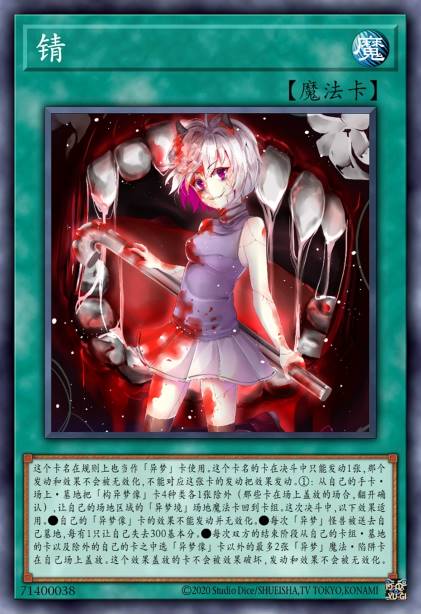 锖
魔
【魔法卡】
这个卡名在规则上也当作「异梦」卡使用。这个卡名的卡在决斗中只能发动1张,那个
发动和效果不会被无效化,不能对应这张卡的发动把效果发动。①:从自己的手卡・
场上・墓地把「构异梦像」卡4种类各1张除外（那些在场上盖放的场合,翻开确
认）,让自己的场地区域的「异梦境」场地魔法卡回到卡组。这次决斗中,以下效果适
用。●自己的「异梦像」卡的效果不能发动并无效化。●每次「异梦」怪兽被送去自
己墓地,每有1只让自己失去300基本分。●每次双方的结束阶段从自己的卡组・墓地
的卡以及除外的自己的卡之中选「异梦像」卡以外的最多2张「异梦」魔法・陷阱卡
在自己场上盖放。这个效果盖放的卡不会被效果破坏,发动和效果不会被无效化。
71400038
©2020 Studio Dice/SHUEISHA,TV TOKYO,KONAMI